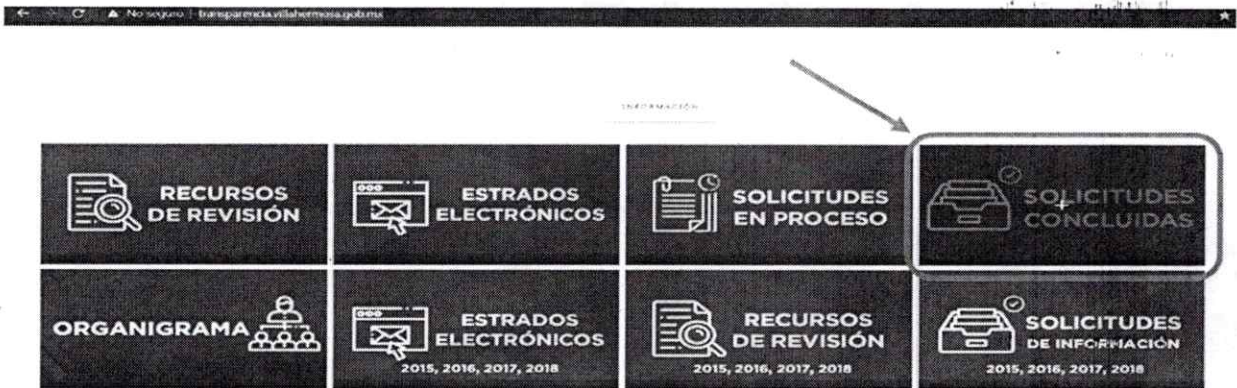 No seguro | transparencia.villahermosa.gob.mx
INFORMACIÓN
RECURSOS
DE REVISIÓN
ESTRADOS
ELECTRÓNICOS
SOLICITUDES
EN PROCESO
SOLICITUDES
CONCLUIDAS
ORGANIGRAMA
ESTRADOS
ELECTRÓNICOS
2015, 2016, 2017, 2018
RECURSOS
DE REVISIÓN
2015, 2016, 2017, 2018
SOLICITUDES
DE INFORMACIÓN
2015, 2016, 2017, 2018